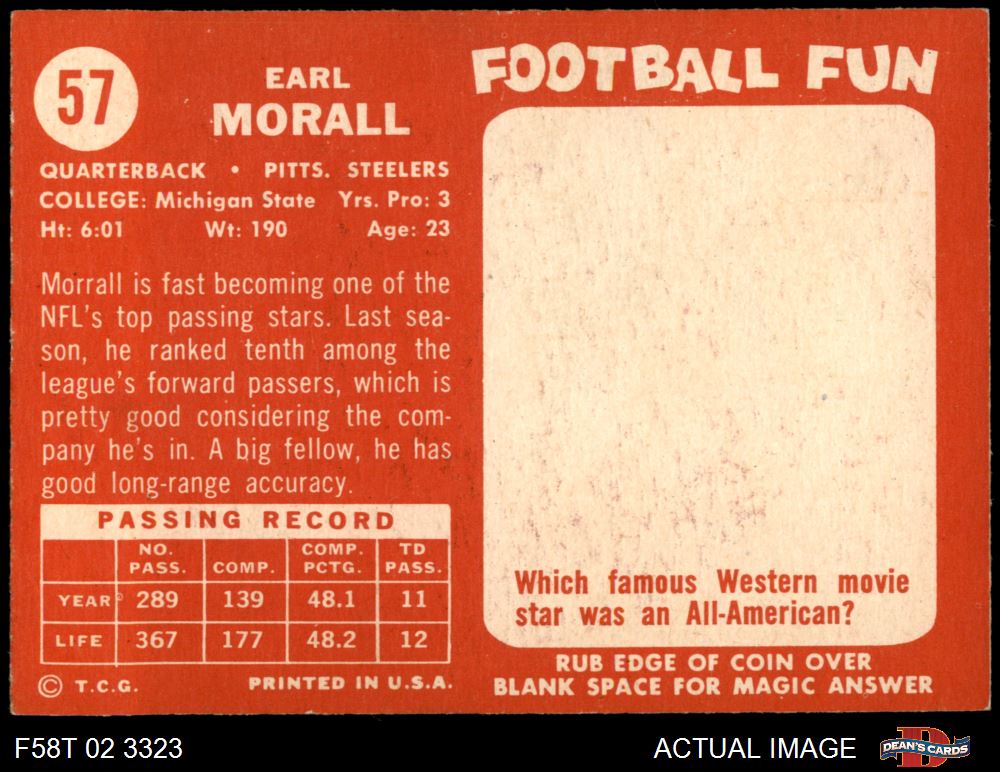 57
EARL
MORALL
QUARTERBACK • PITTS. STEELERS
COLLEGE: Michigan State Yrs. Pro: 3
Ht: 6:01 Wt: 190 Age: 23
Morrall is fast becoming one of the
NFL's top passing stars. Last sea-
son, he ranked tenth among the
league's forward passers, which is
pretty good considering the com-
pany he's in. A big fellow, he has
good long-range accuracy.
PASSING RECORD
NO. PASS. COMP. COMP. PCTG. TD PASS.
YEAR 289 139 48.1 11
LIFE 367 177 48.2 12
© T.C.G. PRINTED IN U.S.A.
FOOTBALL FUN
Which famous Western movie
star was an All-American?
RUB EDGE OF COIN OVER
BLANK SPACE FOR MAGIC ANSWER
F58T 02 3323 ACTUAL IMAGE DEAN'S CARDS